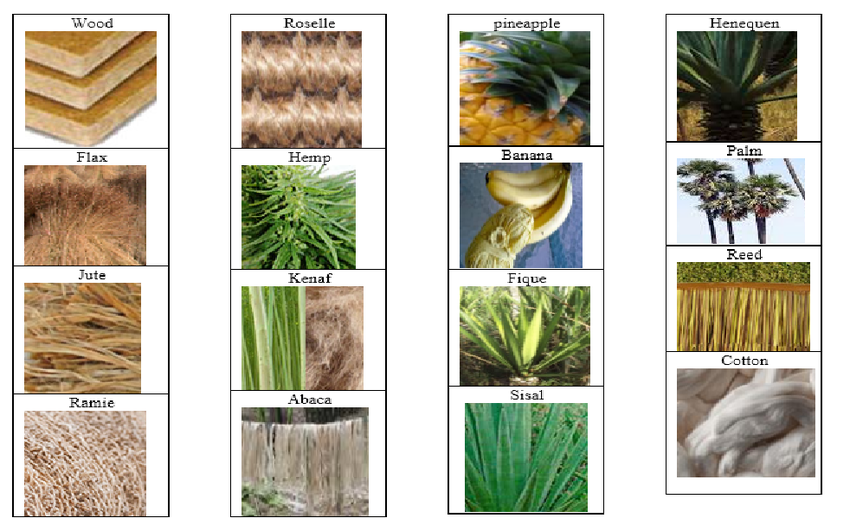 Wood
Flax
Jute
Ramie
Roselle
Hemp
Kenaf
Abaca
pineapple
Banana
Fique
Sisal
Henequen
Palm
Reed
Cotton